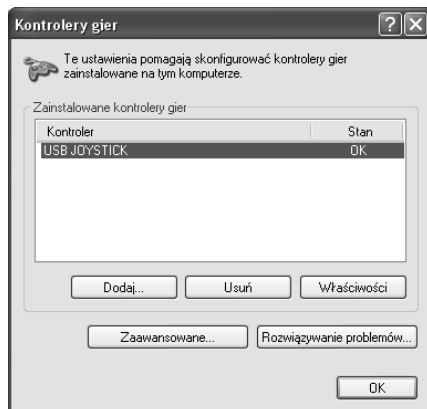 Kontrolery gier
Te ustawienia pomagają skonfigurować kontrolery gier
zainstalowane na tym komputerze.
Zainstalowane kontrolery gier
Kontroler Stan
USB JOYSTICK OK
Dodaj... Usuń Właściwości
Zaawansowane... Rozwiązywanie problemów...
OK